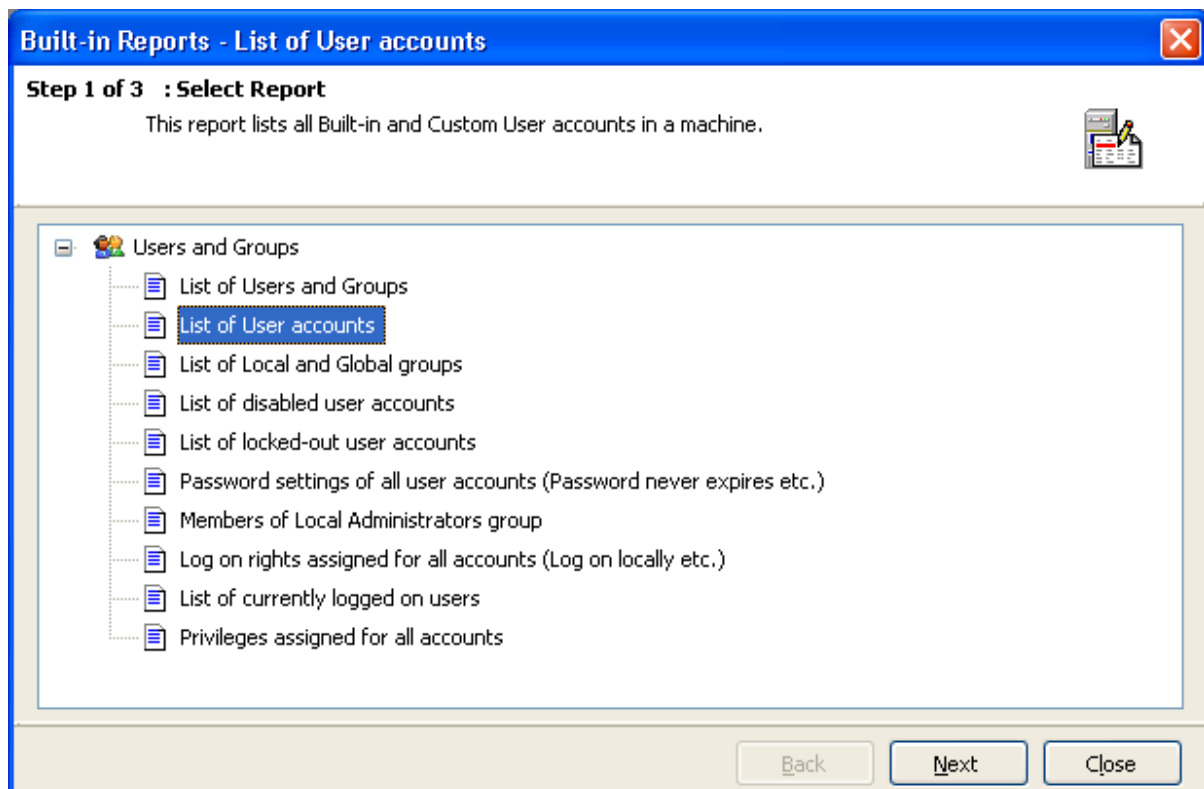 Built-in Reports - List of User accounts
Step 1 of 3 : Select Report
This report lists all Built-in and Custom User accounts in a machine.
Users and Groups
List of Users and Groups
List of User accounts
List of Local and Global groups
List of disabled user accounts
List of locked-out user accounts
Password settings of all user accounts (Password never expires etc.)
Members of Local Administrators group
Log on rights assigned for all accounts (Log on locally etc.)
List of currently logged on users
Privileges assigned for all accounts
Back Next Close